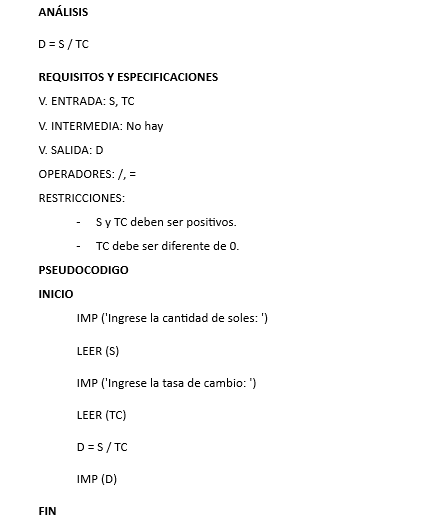 ANÁLISIS
D = S / TC
REQUISITOS Y ESPECIFICACIONES
V. ENTRADA: S, TC
V. INTERMEDIA: No hay
V. SALIDA: D
OPERADORES: /, =
RESTRICCIONES:
- S y TC deben ser positivos.
- TC debe ser diferente de 0.
PSEUDOCODIGO
INICIO
IMP ('Ingrese la cantidad de soles: ')
LEER (S)
IMP ('Ingrese la tasa de cambio: ')
LEER (TC)
D = S / TC
IMP (D)
FIN